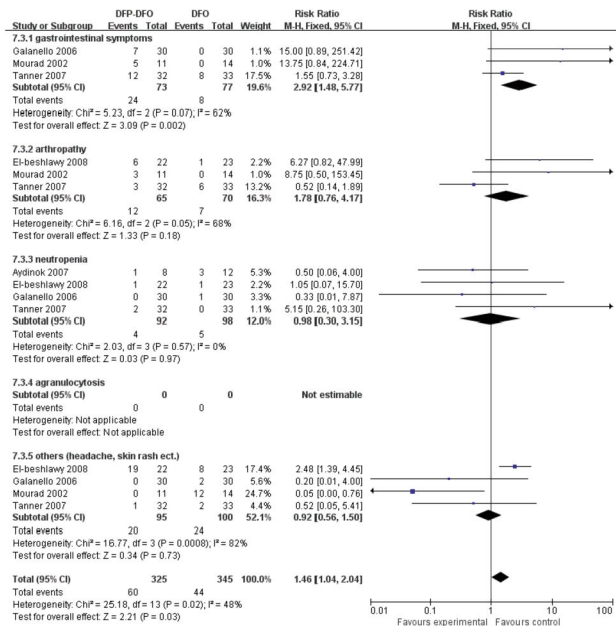 DFP-DFO DFO Risk Ratio Risk Ratio
Study or Subgroup Events Total Events Total Weight M-H, Fixed, 95% CI M-H, Fixed, 95% CI
7.3.1 gastrointestinal symptoms
Galanello 2006 7 30 0 30 1.1% 15.00 [0.89, 251.42]
Mourad 2002 5 11 0 14 1.1% 13.75 [0.84, 224.71]
Tanner 2007 12 32 8 33 17.5% 1.55 [0.73, 3.28]
Subtotal (95% CI) 73 77 19.6% 2.92 [1.48, 5.77]
Total events 24 8
Heterogeneity: Chi² = 5.23, df = 2 (P = 0.07); I² = 62%
Test for overall effect: Z = 3.09 (P = 0.002)
7.3.2 arthropathy
El-beshlawy 2008 6 22 1 23 2.2% 6.27 [0.82, 47.99]
Mourad 2002 3 11 0 14 1.0% 8.75 [0.50, 153.45]
Tanner 2007 3 32 6 33 13.2% 0.52 [0.14, 1.89]
Subtotal (95% CI) 65 70 16.3% 1.78 [0.76, 4.17]
Total events 12 7
Heterogeneity: Chi² = 6.16, df = 2 (P = 0.05); I² = 68%
Test for overall effect: Z = 1.33 (P = 0.18)
7.3.3 neutropenia
Aydinok 2007 1 8 3 12 5.3% 0.50 [0.06, 4.00]
El-beshlawy 2008 1 22 1 23 2.2% 1.05 [0.07, 15.70]
Galanello 2006 0 30 1 30 3.3% 0.33 [0.01, 7.87]
Tanner 2007 2 32 0 33 1.1% 5.15 [0.26, 103.30]
Subtotal (95% CI) 92 98 12.0% 0.98 [0.30, 3.15]
Total events 4 5
Heterogeneity: Chi² = 2.03, df = 3 (P = 0.57); I² = 0%
Test for overall effect: Z = 0.03 (P = 0.97)
7.3.4 agranulocytosis
Subtotal (95% CI) 0 0 Not estimable
Total events 0 0
Heterogeneity: Not applicable
Test for overall effect: Not applicable
7.3.5 others (headache, skin rash ect.)
El-beshlawy 2008 19 22 8 23 17.4% 2.48 [1.39, 4.45]
Galanello 2006 0 30 2 30 5.6% 0.20 [0.01, 4.00]
Mourad 2002 0 11 12 14 24.7% 0.05 [0.00, 0.76]
Tanner 2007 1 32 2 33 4.4% 0.52 [0.05, 5.41]
Subtotal (95% CI) 95 100 52.1% 0.92 [0.56, 1.50]
Total events 20 24
Heterogeneity: Chi² = 16.77, df = 3 (P = 0.0008); I² = 82%
Test for overall effect: Z = 0.34 (P = 0.73)
Total (95% CI) 325 345 100.0% 1.46 [1.04, 2.04]
Total events 60 44
Heterogeneity: Chi² = 25.18, df = 13 (P = 0.02); I² = 48%
Test for overall effect: Z = 2.21 (P = 0.03)
0.01 0.1 1 10 100
Favours experimental Favours control